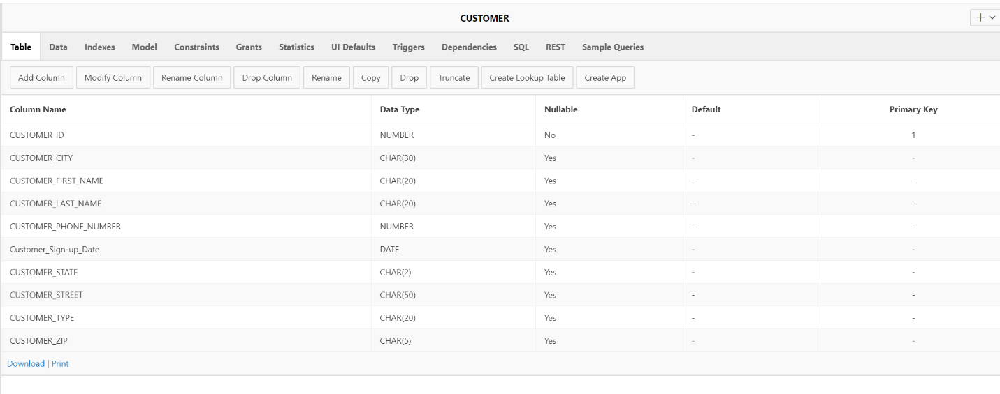 CUSTOMER
Table Data Indexes Model Constraints Grants Statistics UI Defaults Triggers Dependencies SQL REST Sample Queries
Add Column Modify Column Rename Column Drop Column Rename Copy Drop Truncate Create Lookup Table Create App
Column Name Data Type Nullable Default Primary Key
CUSTOMER_ID NUMBER No - 1
CUSTOMER_CITY CHAR(30) Yes - -
CUSTOMER_FIRST_NAME CHAR(20) Yes - -
CUSTOMER_LAST_NAME CHAR(20) Yes - -
CUSTOMER_PHONE_NUMBER NUMBER Yes - -
Customer_Sign-up_Date DATE Yes - -
CUSTOMER_STATE CHAR(2) Yes - -
CUSTOMER_STREET CHAR(50) Yes - -
CUSTOMER_TYPE CHAR(20) Yes - -
CUSTOMER_ZIP CHAR(5) Yes - -
Download | Print